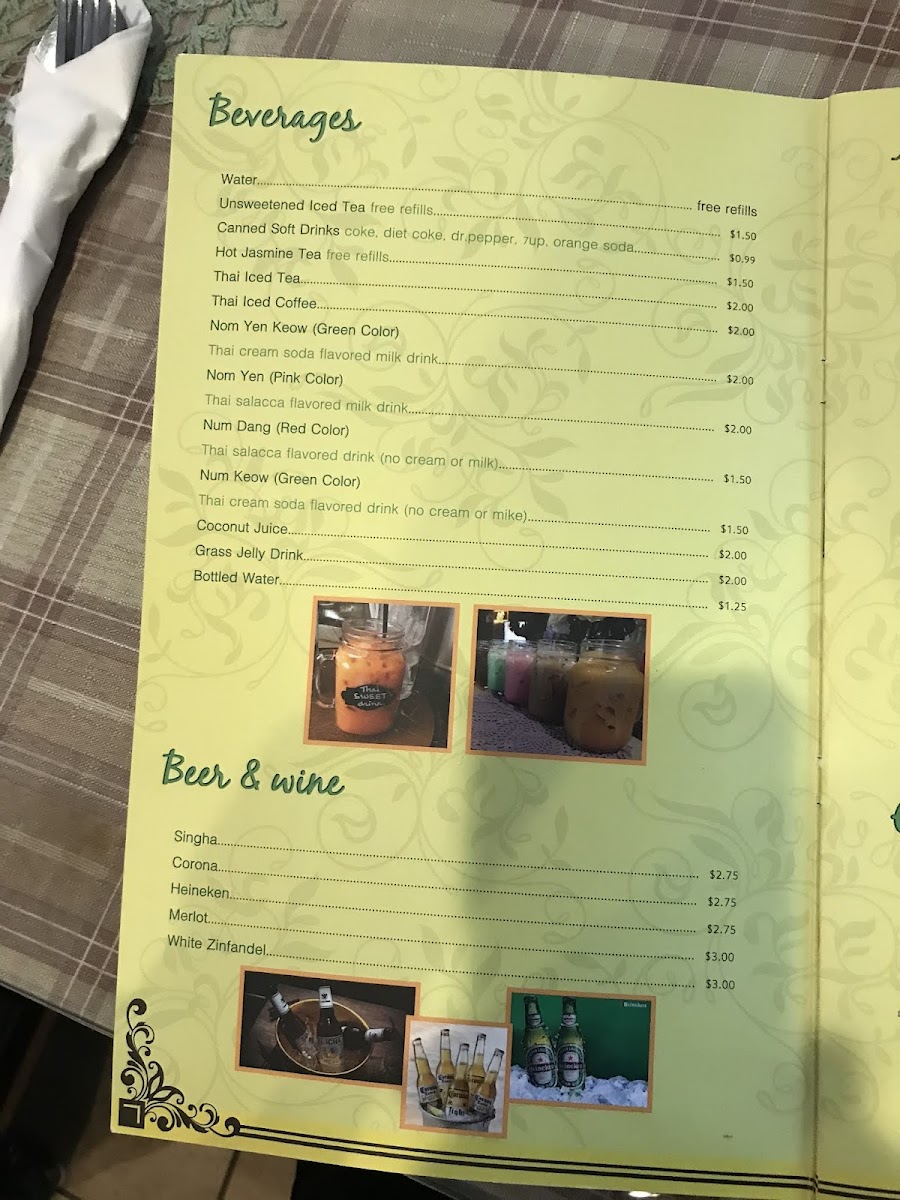 Beverages
Water free refills
Unsweetened Iced Tea free refills $1.50
Canned Soft Drinks coke, diet coke, dr.pepper, 7up, orange soda $0.99
Hot Jasmine Tea free refills $1.50
Thai Iced Tea $2.00
Thai Iced Coffee $2.00
Nom Yen Keow (Green Color)
Thai cream soda flavored milk drink $2.00
Nom Yen (Pink Color)
Thai salacca flavored milk drink $2.00
Num Dang (Red Color)
Thai salacca flavored drink (no cream or milk) $1.50
Num Keow (Green Color)
Thai cream soda flavored drink (no cream or mike) $1.50
Coconut Juice $2.00
Grass Jelly Drink $2.00
Bottled Water $1.25
Thai
SWEET
drink
Beer & wine
Singha $2.75
Corona $2.75
Heineken $2.75
Merlot $3.00
White Zinfandel $3.00
Heineken
Heineken
Corona
Light
7